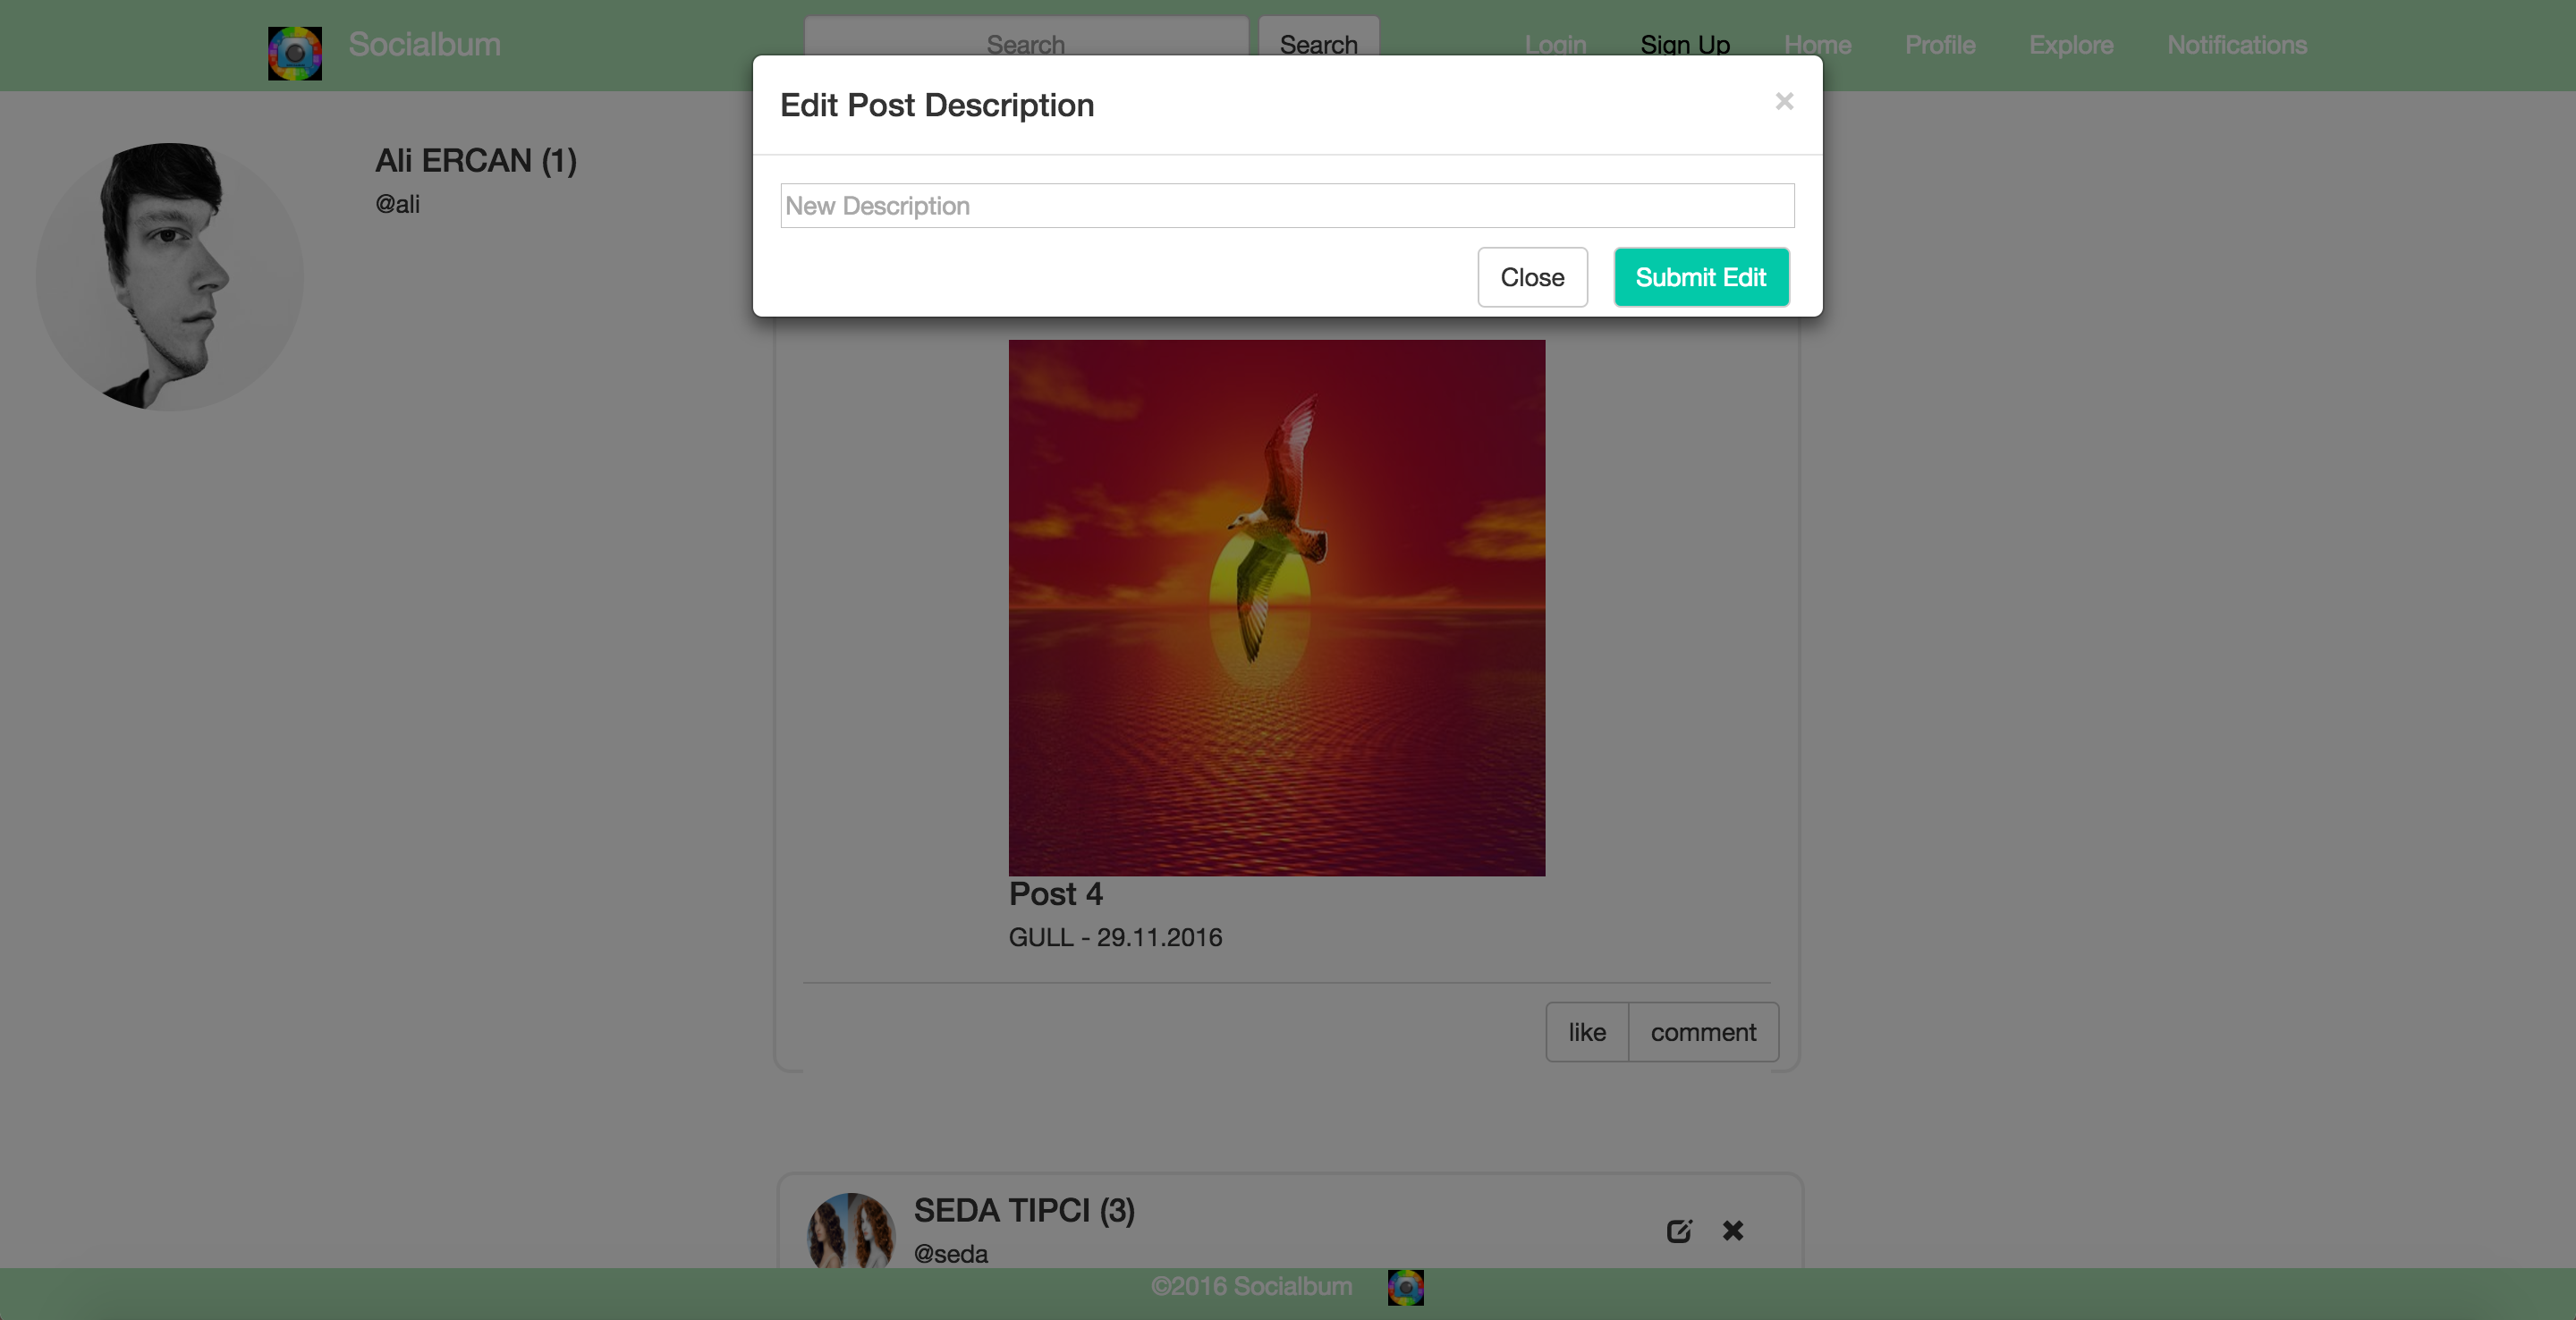 Socialbum
Search
Search
Login
Sign Up
Home
Profile
Explore
Notifications
Edit Post Description
×
New Description
Close
Submit Edit
Ali ERCAN (1)
@ali
Post 4
GULL - 29.11.2016
like
comment
SEDA TIPCI (3)
@seda
©2016 Socialbum